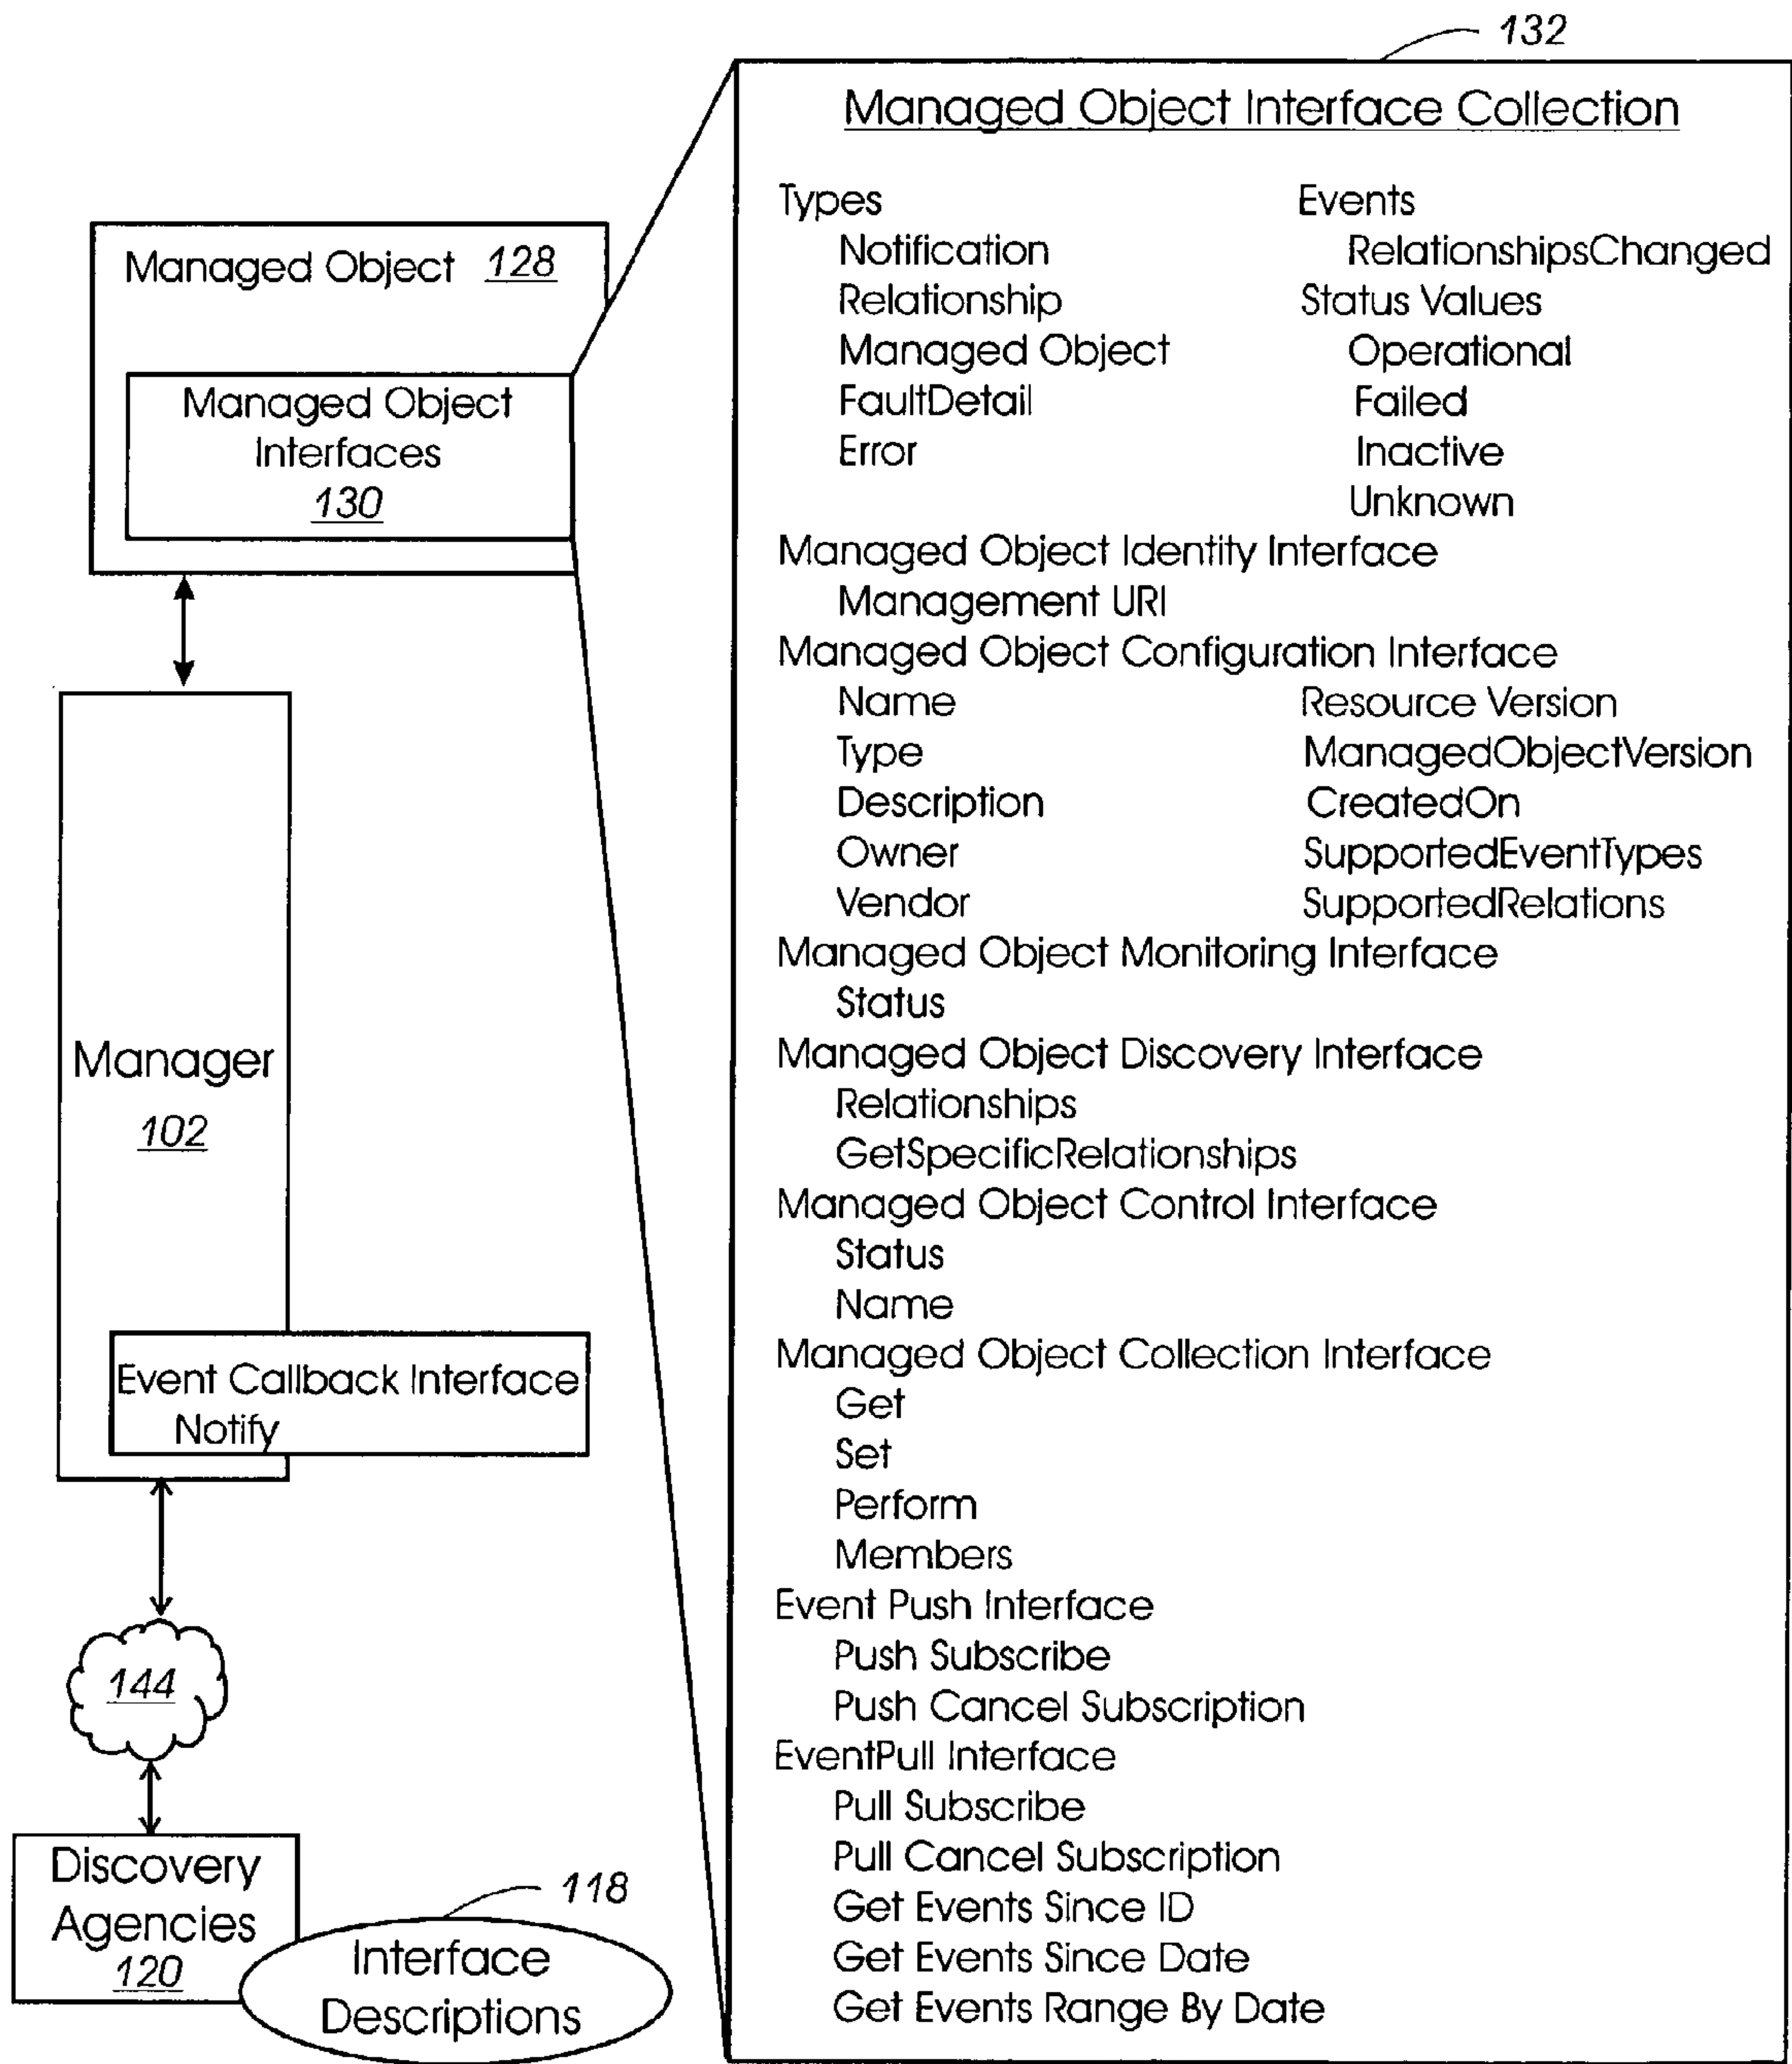 132
Managed Object Interface Collection
Types
Notification
Relationship
Managed Object
FaultDetail
Error
Events
RelationshipsChanged
Status Values
Operational
Failed
Inactive
Unknown
Managed Object Identity Interface
Management URI
Managed Object Configuration Interface
Name
Type
Description
Owner
Vendor
Resource Version
ManagedObjectVersion
CreatedOn
SupportedEventTypes
SupportedRelations
Managed Object Monitoring Interface
Status
Managed Object Discovery Interface
Relationships
GetSpecificRelationships
Managed Object Control Interface
Status
Name
Managed Object Collection Interface
Get
Set
Perform
Members
Event Push Interface
Push Subscribe
Push Cancel Subscription
EventPull Interface
Pull Subscribe
Pull Cancel Subscription
Get Events Since ID
Get Events Since Date
Get Events Range By Date
Managed Object 128
Managed Object
Interfaces
130
Manager
102
Event Callback Interface
Notify
144
Discovery
Agencies
120
118
Interface
Descriptions